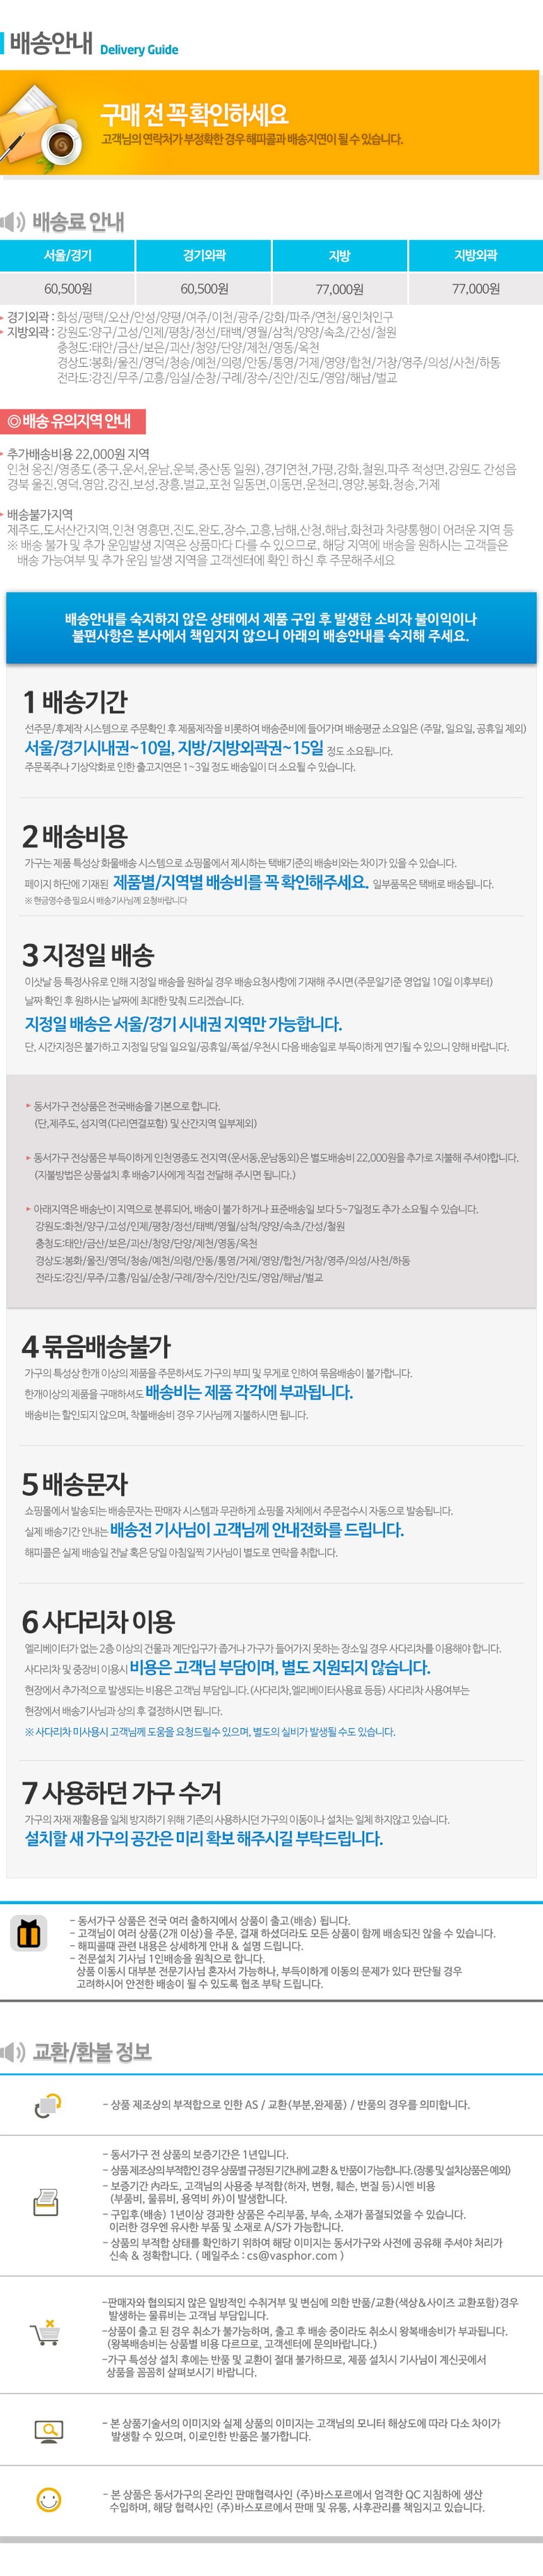 배송안내 Delivery Guide
구매 전 꼭 확인하세요
고객님의 연락처가 부정확한 경우 해피콜과 배송지연이 될 수 있습니다.
배송료 안내
서울/경기 경기외곽 지방 지방외곽
60,500원 60,500원 77,000원 77,000원
경기외곽 : 화성/평택/오산/안성/양평/여주/이천/광주/강화/파주/연천/용인처인구
지방외곽 : 강원도:양구/고성/인제/평창/정선/태백/영월/삼척/양양/속초/간성/철원
충청도:태안/금산/보은/괴산/청양/단양/제천/영동/옥천
경상도:봉화/울진/영덕/청송/예천/의령/안동/통영/거제/영양/합천/거창/영주/의성/사천/하동
전라도:강진/무주/고흥/임실/순창/구례/장수/진안/진도/영암/해남/벌교
◎배송 유의지역 안내
추가배송비용 22,000원 지역
인천 옹진/영종도(중구,운서,운남,운북,중산동 일원),경기연천,가평,강화,철원,파주 적성면,강원도 간성읍
경북 울진,영덕,영암,강진,보성,장흥,벌교,포천 일동면,이동면,운천리,영양,봉화,청송,거제
배송불가지역
제주도,도서산간지역,인천 영흥면,진도,완도,장수,고흥,남해,산청,해남,화천과 차량통행이 어려운 지역 등
※ 배송 불가 및 추가 운임발생 지역은 상품마다 다를 수 있으므로, 해당 지역에 배송을 원하시는 고객들은
배송 가능여부 및 추가 운임 발생 지역을 고객센터에 확인 하신 후 주문해주세요
배송안내를 숙지하지 않은 상태에서 제품 구입 후 발생한 소비자 불이익이나
불편사항은 본사에서 책임지지 않으니 아래의 배송안내를 숙지해 주세요.
1 배송기간
선주문/후제작 시스템으로 주문확인 후 제품제작을 비롯하여 배송준비에 들어가며 배송평균 소요일은 (주말, 일요일, 공휴일 제외)
서울/경기시내권~10일, 지방/지방외곽권~15일 정도 소요됩니다.
주문폭주나 기상악화로 인한 출고지연은 1~3일 정도 배송일이 더 소요될 수 있습니다.
2 배송비용
가구는 제품 특성상 화물배송 시스템으로 쇼핑몰에서 제시하는 택배기준의 배송비와는 차이가 있을 수 있습니다.
페이지 하단에 기재된 제품별/지역별 배송비를 꼭 확인해주세요. 일부품목은 택배로 배송됩니다.
※ 현금영수증 필요시 배송기사님께 요청바랍니다
3 지정일 배송
이삿날 등 특정사유로 인해 지정일 배송을 원하실 경우 배송요청사항에 기재해 주시면(주문일기준 영업일 10일 이후부터)
날짜 확인 후 원하시는 날짜에 최대한 맞춰 드리겠습니다.
지정일 배송은 서울/경기 시내권 지역만 가능합니다.
단, 시간지정은 불가하고 지정일 당일 일요일/공휴일/폭설/우천시 다음 배송일로 부득이하게 연기될 수 있으니 양해 바랍니다.
동서가구 전상품은 전국배송을 기본으로 합니다.
(단,제주도, 섬지역(다리연결포함) 및 산간지역 일부제외)
동서가구 전상품은 부득이하게 인천영종도 전지역(운서동,운남동외)은 별도배송비 22,000원을 추가로 지불해 주셔야합니다.
(지불방법은 상품설치 후 배송기사에게 직접 전달해 주시면 됩니다.)
아래지역은 배송난이 지역으로 분류되어, 배송이 불가 하거나 표준배송일 보다 5~7일정도 추가 소요될 수 있습니다.
강원도:화천/양구/고성/인제/평창/정선/태백/영월/삼척/양양/속초/간성/철원
충청도:태안/금산/보은/괴산/청양/단양/제천/영동/옥천
경상도:봉화/울진/영덕/청송/예천/의령/안동/통영/거제/영양/합천/거창/영주/의성/사천/하동
전라도:강진/무주/고흥/임실/순창/구례/장수/진안/진도/영암/해남/벌교
4 묶음배송불가
가구의 특성상 한개 이상의 제품을 주문하셔도 가구의 부피 및 무게로 인하여 묶음배송이 불가합니다.
한개이상의 제품을 구매하셔도 배송비는 제품 각각에 부과됩니다.
배송비는 할인되지 않으며, 착불배송비 경우 기사님께 지불하시면 됩니다.
5 배송문자
쇼핑몰에서 발송되는 배송문자는 판매자 시스템과 무관하게 쇼핑몰 자체에서 주문접수시 자동으로 발송됩니다.
실제 배송기간 안내는 배송전 기사님이 고객님께 안내전화를 드립니다.
해피콜은 실제 배송일 전날 혹은 당일 아침일찍 기사님이 별도로 연락을 취합니다.
6 사다리차 이용
엘리베이터가 없는 2층 이상의 건물과 계단입구가 좁거나 가구가 들어가지 못하는 장소일 경우 사다리차를 이용해야 합니다.
사다리차 및 중장비 이용시 비용은 고객님 부담이며, 별도 지원되지 않습니다.
현장에서 추가적으로 발생되는 비용은 고객님 부담입니다.(사다리차,엘리베이터사용료 등등) 사다리차 사용여부는
현장에서 배송기사님과 상의 후 결정하시면 됩니다.
※ 사다리차 미사용시 고객님께 도움을 요청드릴수 있으며, 별도의 실비가 발생될 수도 있습니다.
7 사용하던 가구 수거
가구의 자재 재활용을 일체 방지하기 위해 기존의 사용하시던 가구의 이동이나 설치는 일체 하지않고 있습니다.
설치할 새 가구의 공간은 미리 확보 해주시길 부탁드립니다.
- 동서가구 상품은 전국 여러 출하지에서 상품이 출고(배송) 됩니다.
- 고객님이 여러 상품(2개 이상)을 주문, 결재 하셨더라도 모든 상품이 함께 배송되진 않을 수 있습니다.
- 해피콜때 관련 내용은 상세하게 안내 & 설명 드립니다.
- 전문설치 기사님 1인배송을 원칙으로 합니다.
상품 이동시 대부분 전문기사님 혼자서 가능하나, 부득이하게 이동의 문제가 있다 판단될 경우
고려하시어 안전한 배송이 될 수 있도록 협조 부탁 드립니다.
교환/환불 정보
- 상품 제조상의 부적합으로 인한 AS / 교환(부분,완제품) / 반품의 경우를 의미합니다.
- 동서가구 전 상품의 보증기간은 1년입니다.
- 상품 제조상의 부적합인 경우 상품별 규정된 기간내에 교환 & 반품이 가능합니다.(장롱 및 설치상품은 예외)
- 보증기간 內라도, 고객님의 사용중 부적합(하자, 변형, 훼손, 변질 등)시엔 비용
(부품비, 물류비, 용역비 外)이 발생합니다.
- 구입후(배송) 1년이상 경과한 상품은 수리부품, 부속, 소재가 품절되었을 수 있습니다.
이러한 경우엔 유사한 부품 및 소재로 A/S가 가능합니다.
- 상품의 부적합 상태를 확인하기 위하여 해당 이미지는 동서가구와 사전에 공유해 주셔야 처리가
신속 & 정확합니다. ( 메일주소 : cs@vasphor.com )
-판매자와 협의되지 않은 일방적인 수취거부 및 변심에 의한 반품/교환(색상&사이즈 교환포함)경우
발생하는 물류비는 고객님 부담입니다.
-상품이 출고 된 경우 취소가 불가능하며, 출고 후 배송 중이라도 취소시 왕복배송비가 부과됩니다.
(왕복배송비는 상품별 비용 다르므로, 고객센터에 문의바랍니다.)
-가구 특성상 설치 후에는 반품 및 교환이 절대 불가하므로, 제품 설치시 기사님이 계신곳에서
상품을 꼼꼼히 살펴보시기 바랍니다.
- 본 상품기술서의 이미지와 실제 상품의 이미지는 고객님의 모니터 해상도에 따라 다소 차이가
발생할 수 있으며, 이로인한 반품은 불가합니다.
- 본 상품은 동서가구의 온라인 판매협력사인 (주)바스포르에서 엄격한 QC 지침하에 생산
수입하며, 해당 협력사인 (주)바스포르에서 판매 및 유통, 사후관리를 책임지고 있습니다.